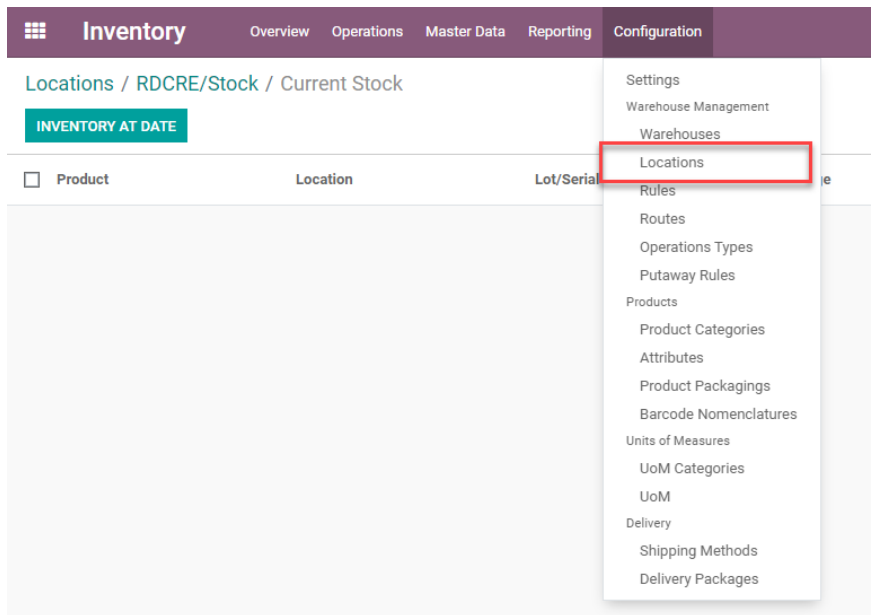 Inventory Overview Operations Master Data Reporting Configuration
Locations / RDCRE/Stock / Current Stock
INVENTORY AT DATE
Product Location Lot/Serial
Settings
Warehouse Management
Warehouses
Locations
Rules
Routes
Operations Types
Putaway Rules
Products
Product Categories
Attributes
Product Packagings
Barcode Nomenclatures
Units of Measures
UoM Categories
UoM
Delivery
Shipping Methods
Delivery Packages